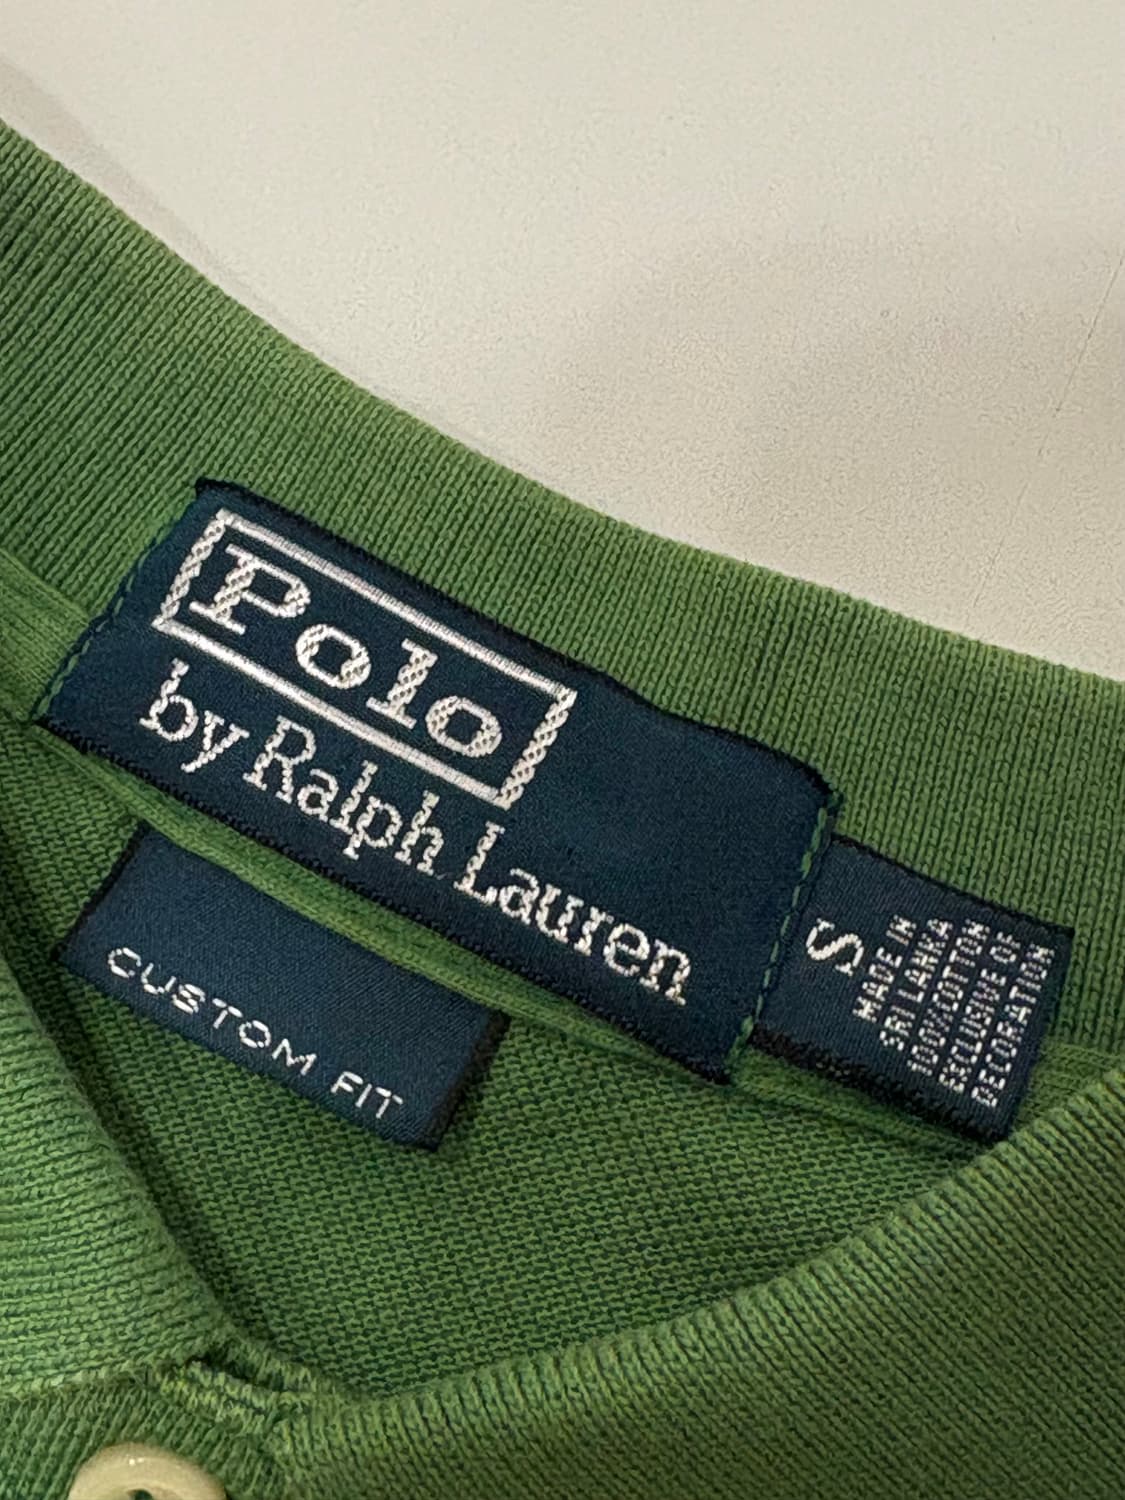 Polo
by Ralph Lauren
CUSTOM FIT
S
MADE IN
SRI LANKA
100% COTTON
EXCLUSIVE OF
DECORATION